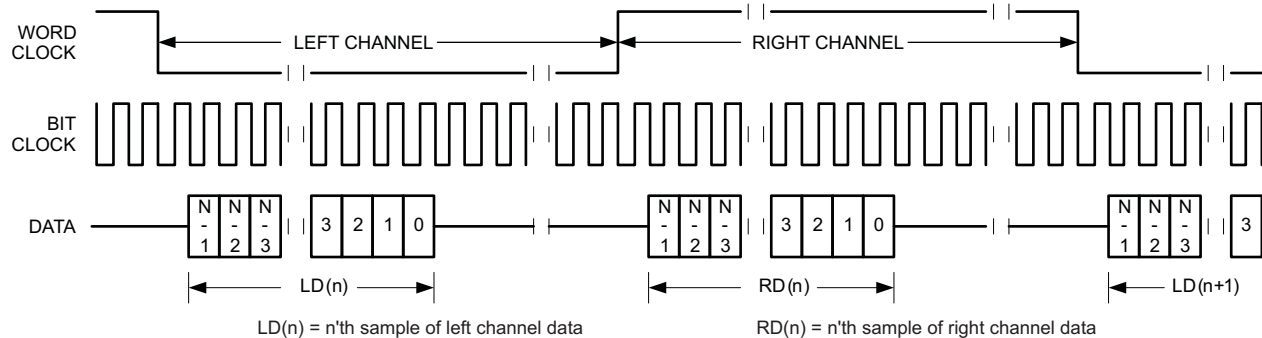 WORD
CLOCK
LEFT CHANNEL
RIGHT CHANNEL
BIT
CLOCK
DATA
N-1
N-2
N-3
3
2
1
0
N-1
N-2
N-3
3
2
1
0
N-1
N-2
N-3
3
LD(n)
RD(n)
LD(n+1)
LD(n) = n'th sample of left channel data
RD(n) = n'th sample of right channel data